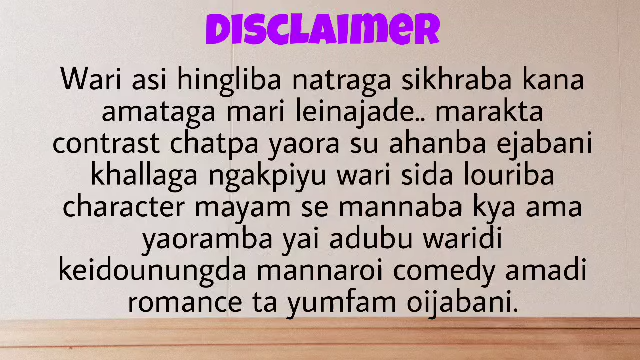 DISCLAIMER
Wari asi hingliba natraga sikhraba kana
amataga mari leinajade.. marakta
contrast chatpa yaora su ahanba ejabani
khallaga ngakpiyu wari sida louriba
character mayam se mannaba kya ama
yaoramba yai adubu waridi
keidounungda mannaroi comedy amadi
romance ta yumfam oijabani.